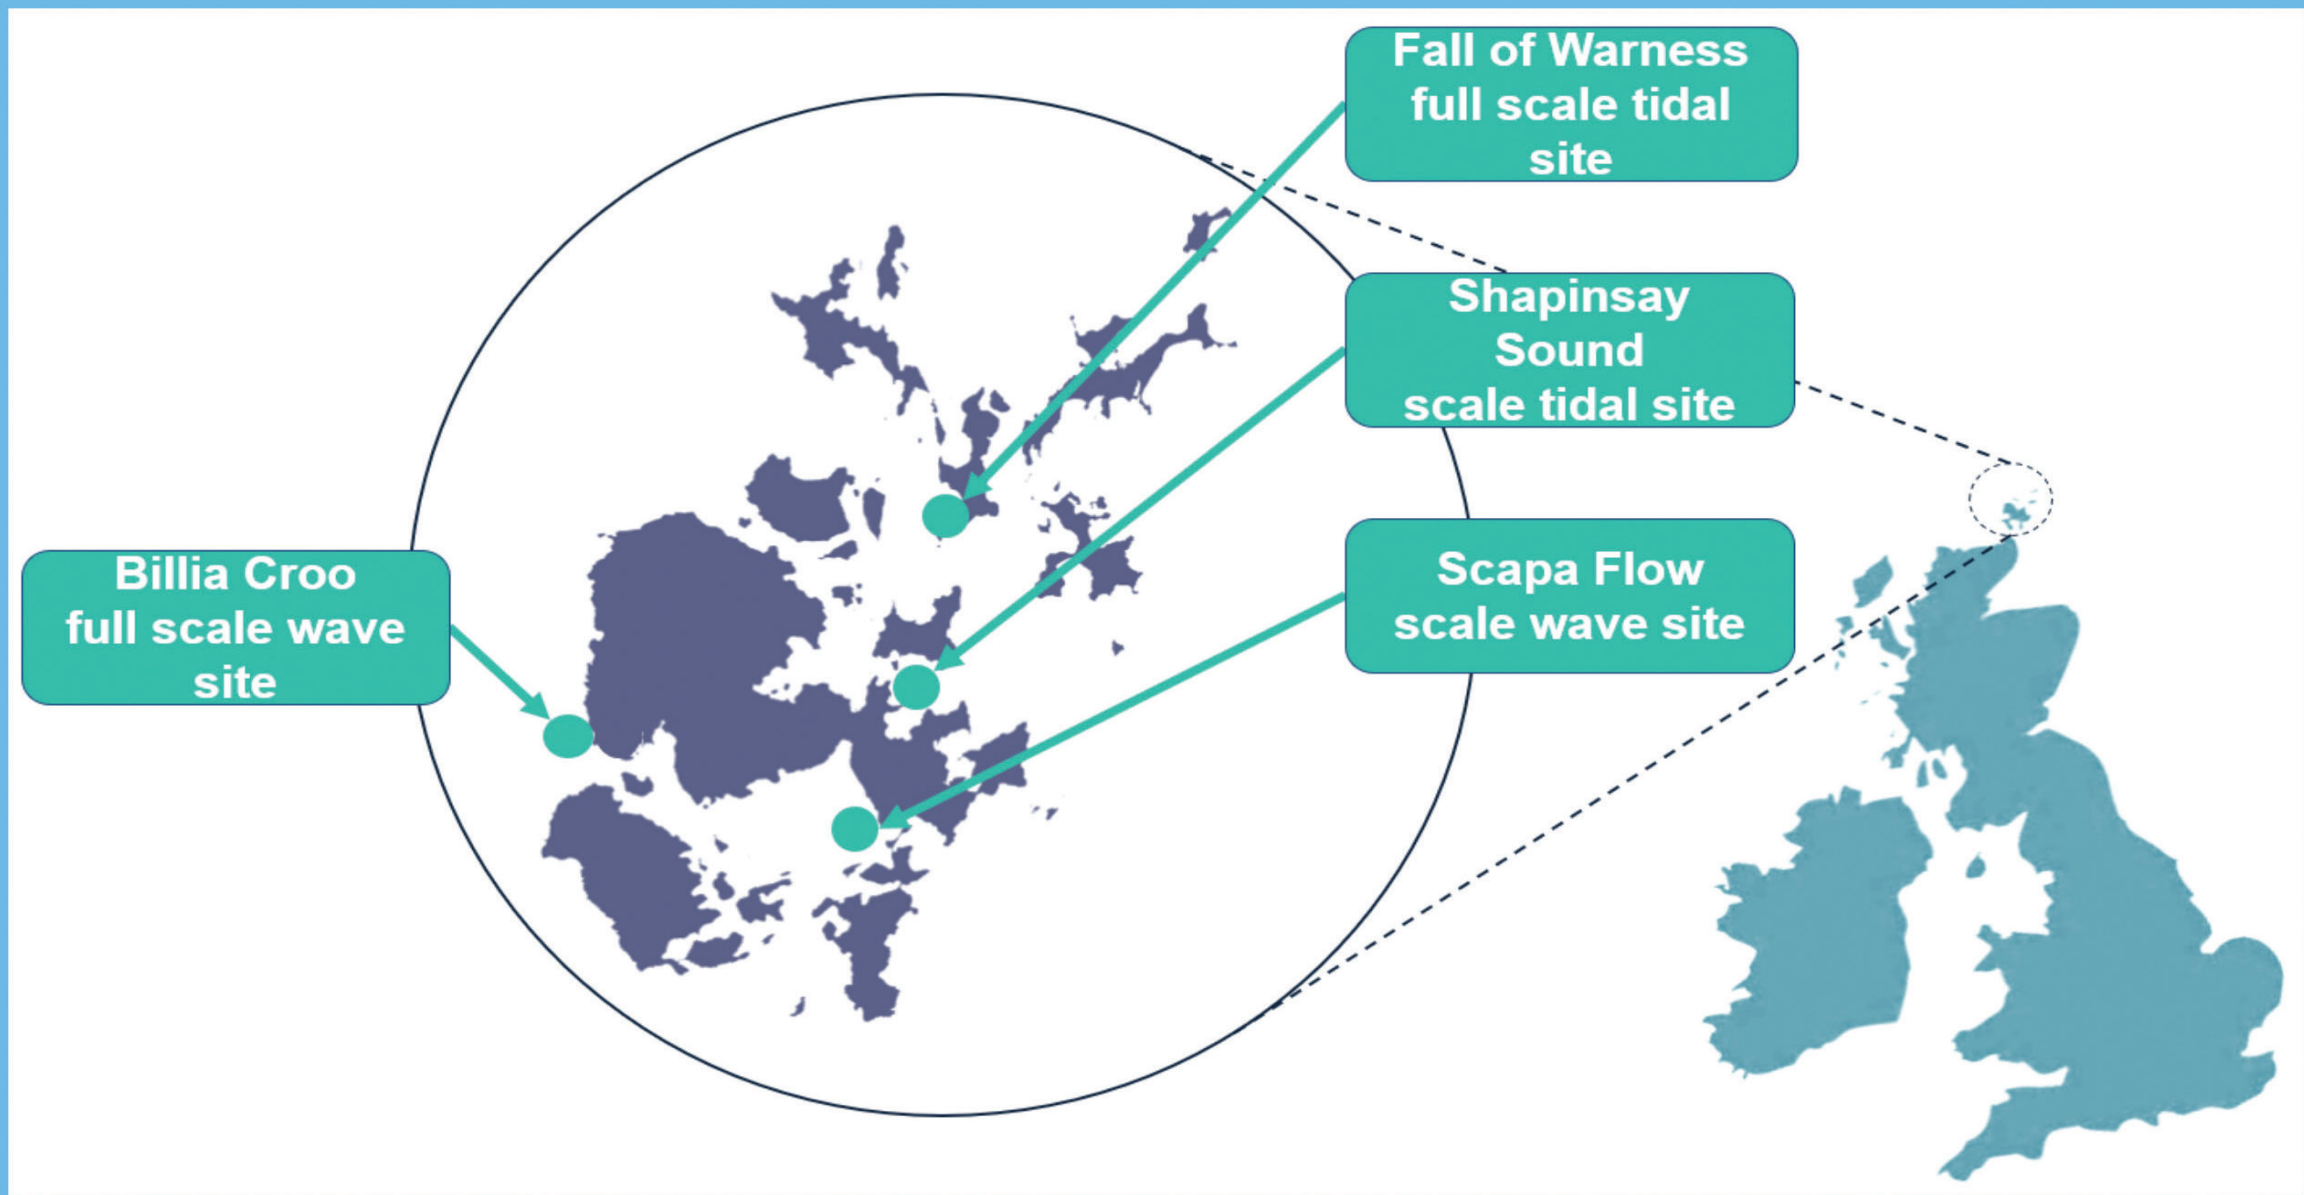 Fall of Warness
full scale tidal
site
Shapinsay
Sound
scale tidal site
Scapa Flow
scale wave site
Billia Croo
full scale wave
site